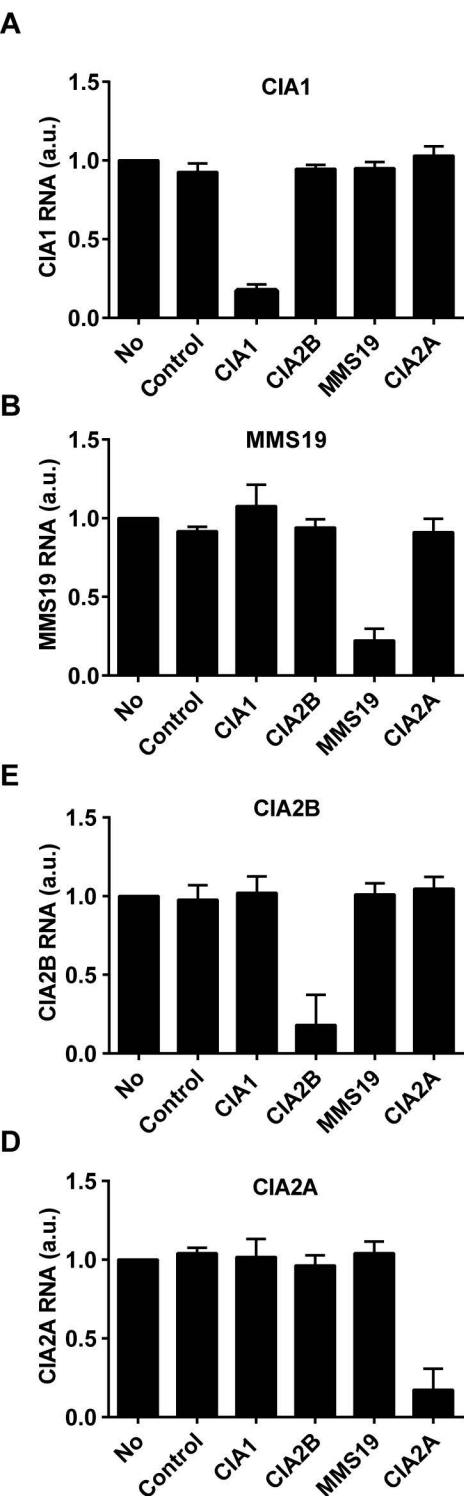 A
CIA1
CIA1 RNA (a.u.)
1.5
1.0
0.5
0.0
No
Control
CIA1
CIA2B
MMS19
CIA2A
B
MMS19
MMS19 RNA (a.u.)
1.5
1.0
0.5
0.0
No
Control
CIA1
CIA2B
MMS19
CIA2A
E
CIA2B
CIA2B RNA (a.u.)
1.5
1.0
0.5
0.0
No
Control
CIA1
CIA2B
MMS19
CIA2A
D
CIA2A
CIA2A RNA (a.u.)
1.5
1.0
0.5
0.0
No
Control
CIA1
CIA2B
MMS19
CIA2A